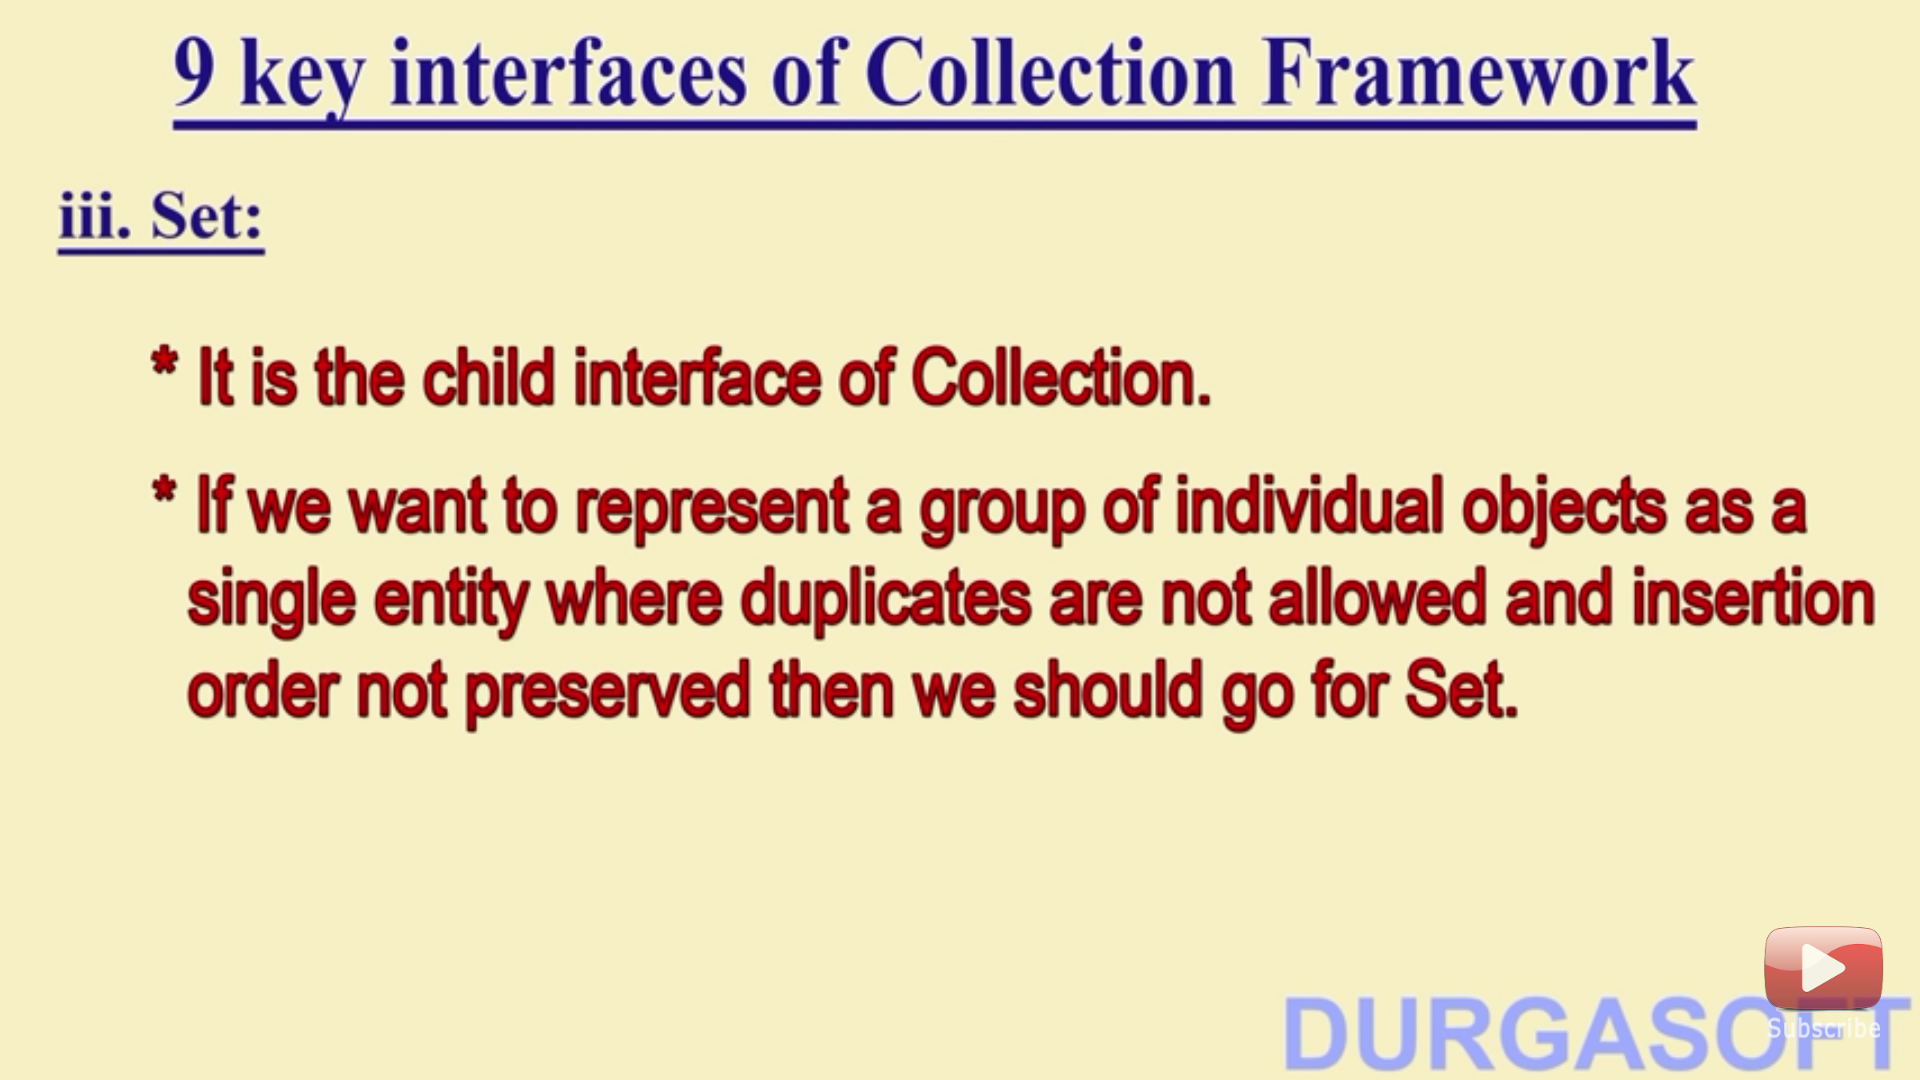 9 key interfaces of Collection Framework
iii. Set:
* It is the child interface of Collection.
* If we want to represent a group of individual objects as a
single entity where duplicates are not allowed and insertion
order not preserved then we should go for Set.
DURGASOFT
Subscribe